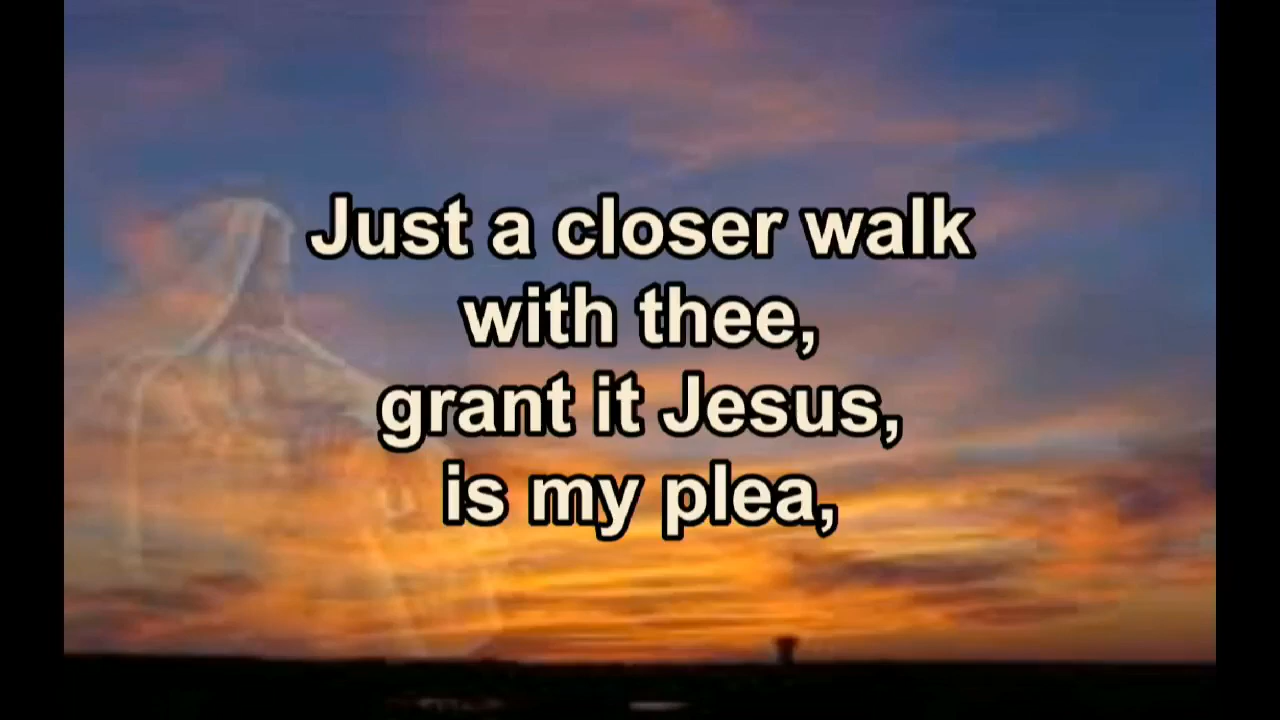 Just a closer walk
with thee,
grant it Jesus,
is my plea,